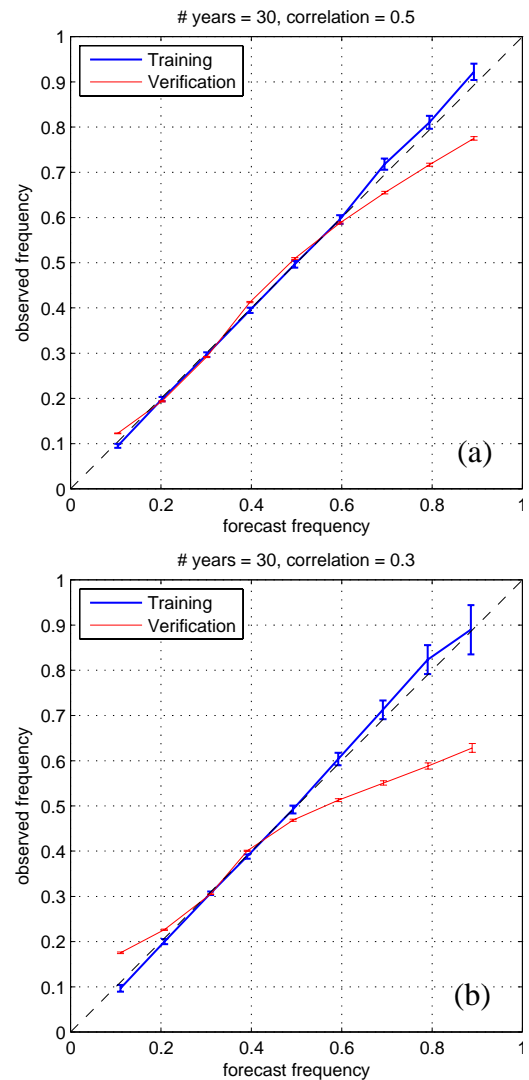 # years = 30, correlation = 0.5
1
0.9
0.8
0.7
0.6
0.5
0.4
0.3
0.2
0.1
0
observed frequency
Training
Verification
(a)
0 0.2 0.4 0.6 0.8 1
forecast frequency
# years = 30, correlation = 0.3
1
0.9
0.8
0.7
0.6
0.5
0.4
0.3
0.2
0.1
0
observed frequency
Training
Verification
(b)
0 0.2 0.4 0.6 0.8 1
forecast frequency